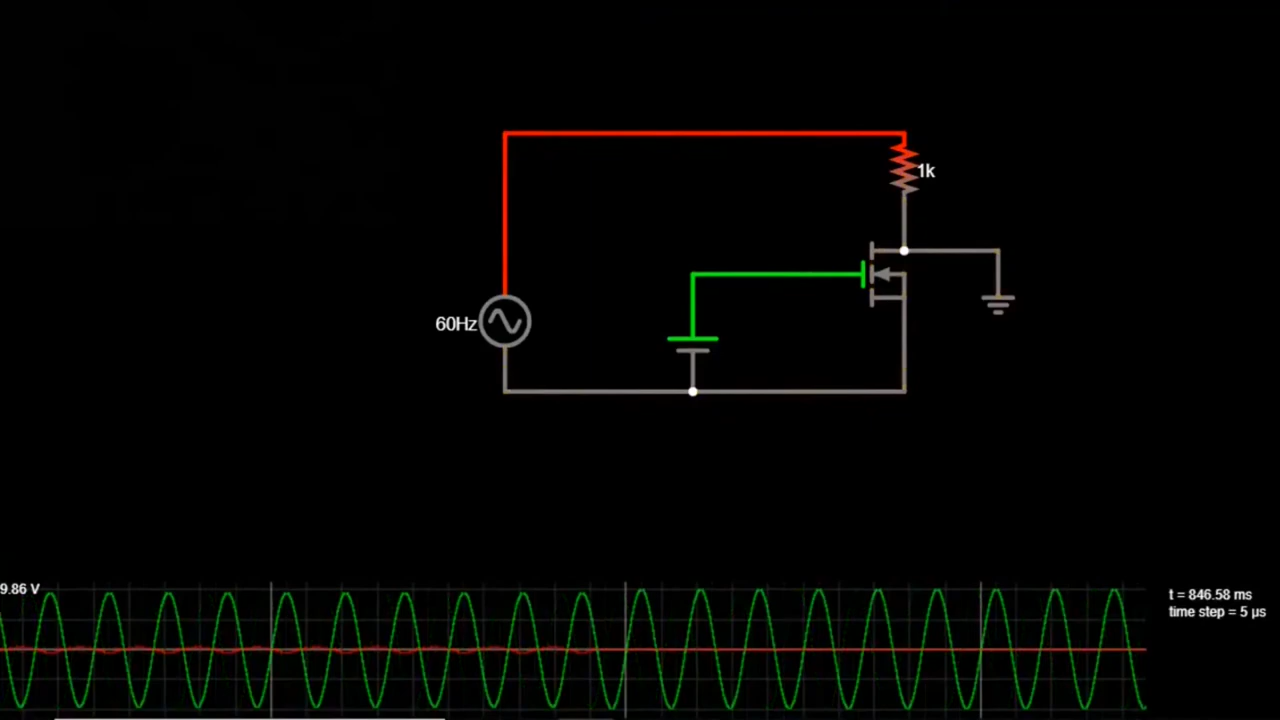 1k
60Hz
9.86 V
t = 846.58 ms
time step = 5 µs